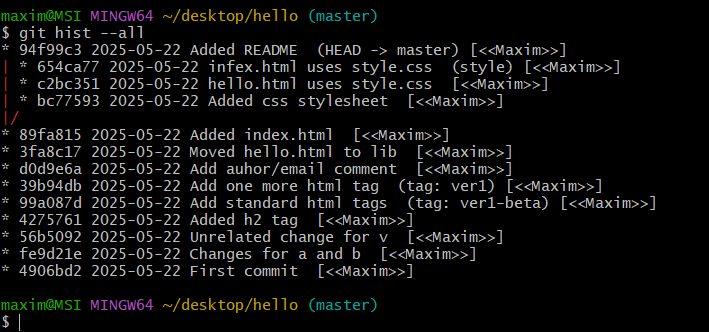 maxim@MSI MINGW64 ~/desktop/hello (master)
$ git hist --all
* 94f99c3 2025-05-22 Added README  (HEAD -> master) [<<Maxim>>]
| * 654ca77 2025-05-22 infex.html uses style.css  (style) [<<Maxim>>]
| * c2bc351 2025-05-22 hello.html uses style.css  [<<Maxim>>]
| * bc77593 2025-05-22 Added css stylesheet  [<<Maxim>>]
|/
* 89fa815 2025-05-22 Added index.html  [<<Maxim>>]
* 3fa8c17 2025-05-22 Moved hello.html to lib  [<<Maxim>>]
* d0d9e6a 2025-05-22 Add auhor/email comment  [<<Maxim>>]
* 39b94db 2025-05-22 Add one more html tag  (tag: ver1) [<<Maxim>>]
* 99a087d 2025-05-22 Add standard html tags  (tag: ver1-beta) [<<Maxim>>]
* 4275761 2025-05-22 Added h2 tag  [<<Maxim>>]
* 56b5092 2025-05-22 Unrelated change for v  [<<Maxim>>]
* fe9d21e 2025-05-22 Changes for a and b  [<<Maxim>>]
* 4906bd2 2025-05-22 First commit  [<<Maxim>>]
maxim@MSI MINGW64 ~/desktop/hello (master)
$